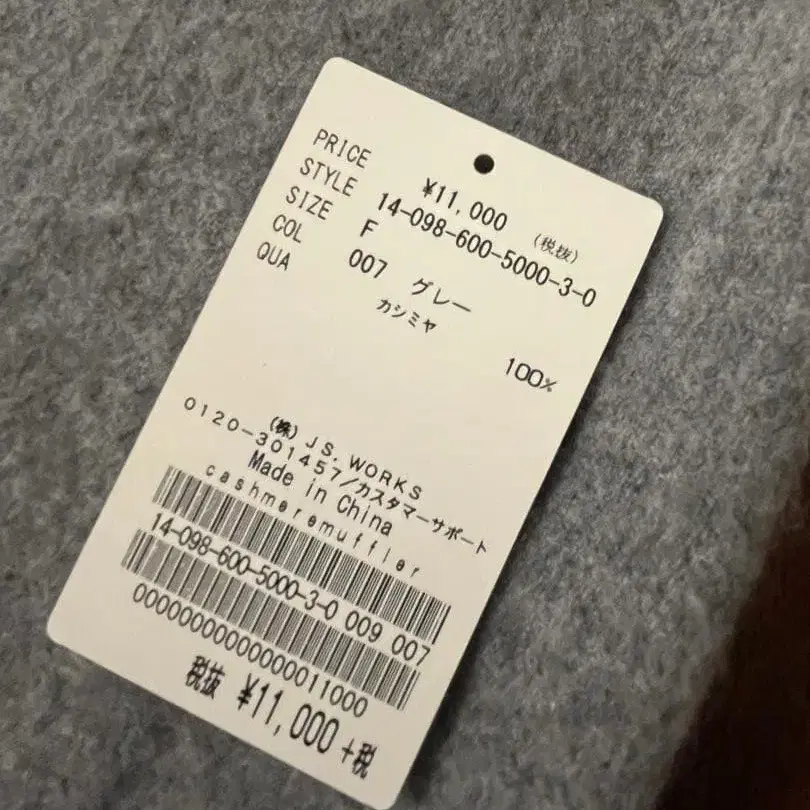 PRICE ¥11,000 (税抜)
STYLE 14-098-600-5000-3-0
SIZE F
COL 007 グレー
QUA カシミヤ 100%
(株) JS. WORKS
0120-301457/カスタマーサポート
Made in China
cashmeremuffler
14-098-600-5000-3-0 009 007
0000000000000011000
税抜 ¥11,000+税